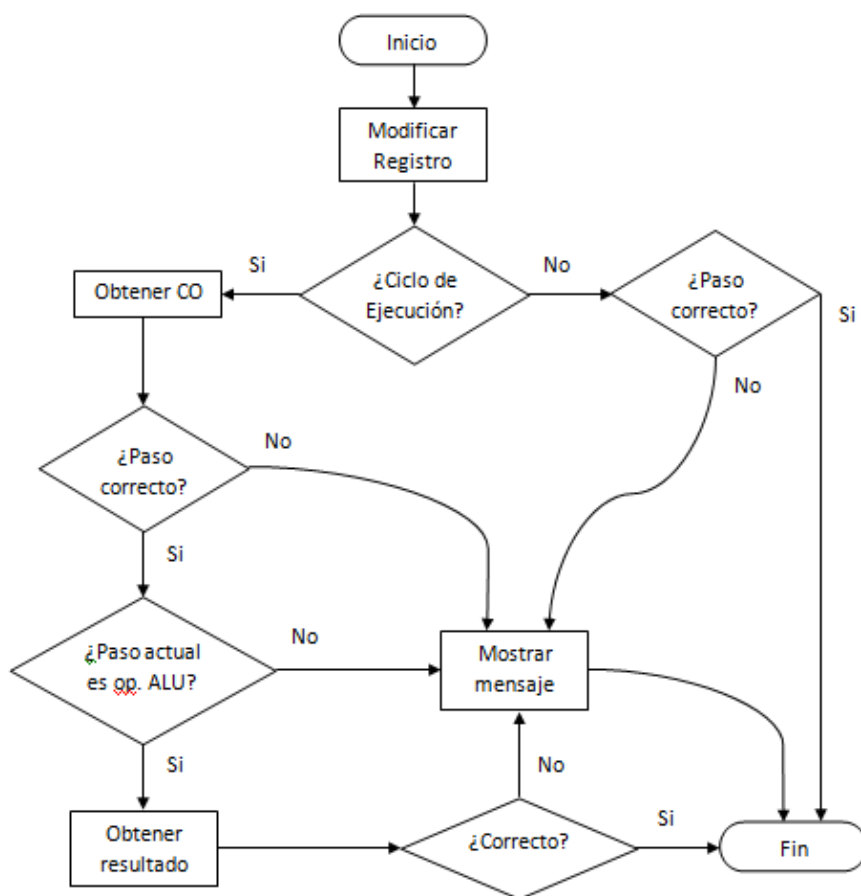 Inicio
Modificar
Registro
Si
¿Ciclo de
Ejecución?
No
¿Paso
correcto?
Si
No
Obtener CO
¿Paso
correcto?
No
Si
¿Paso actual
es op. ALU?
No
Si
Mostrar
mensaje
No
Obtener
resultado
¿Correcto?
Si
Fin